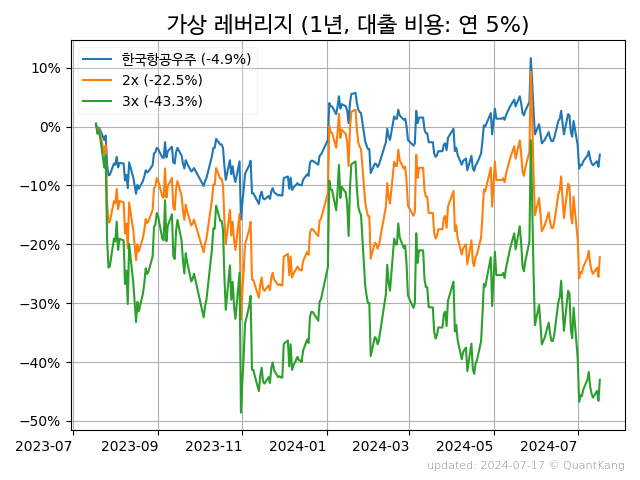 가상 레버리지 (1년, 대출 비용: 연 5%)
한국항공우주 (-4.9%)
2x (-22.5%)
3x (-43.3%)
10%
0%
−10%
−20%
−30%
−40%
−50%
2023-07 2023-09 2023-11 2024-01 2024-03 2024-05 2024-07
updated: 2024-07-17 © QuantKang